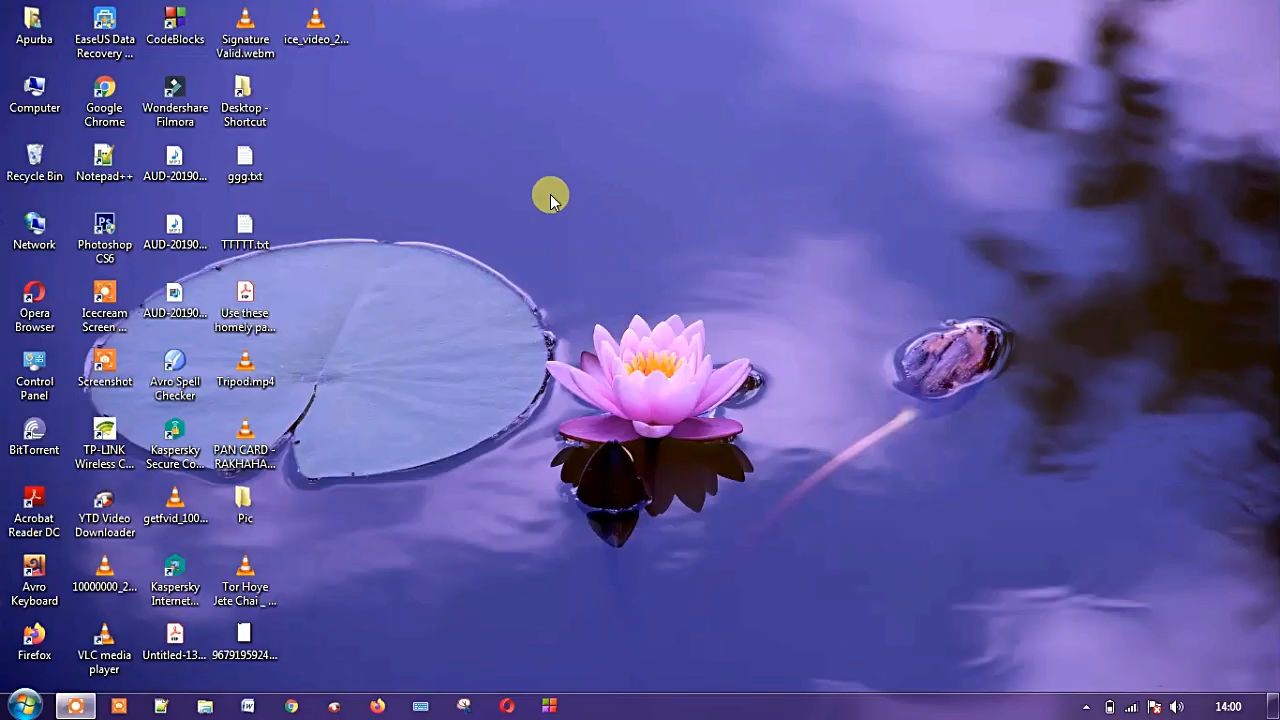 Apurba
EaseUS Data
Recovery ...
CodeBlocks
Signature
Valid.webm
ice_video_2...
Computer
Google
Chrome
Wondershare
Filmora
Desktop -
Shortcut
Recycle Bin
Notepad++
AUD-20190...
ggg.txt
Network
Photoshop
CS6
AUD-20190...
TTTTT.txt
Opera
Browser
Icecream
Screen ...
AUD-20190...
Use these
homely pa...
Control
Panel
Screenshot
Avro Spell
Checker
Tripod.mp4
BitTorrent
TP-LINK
Wireless C...
Kaspersky
Secure Co...
PAN CARD -
RAKHAHA...
Acrobat
Reader DC
YTD Video
Downloader
getfvid_100...
Pic
Avro
Keyboard
10000000_2...
Kaspersky
Internet...
Tor Hoye
Jete Chai _ ...
Firefox
VLC media
player
Untitled-13...
9679195924...
14:00